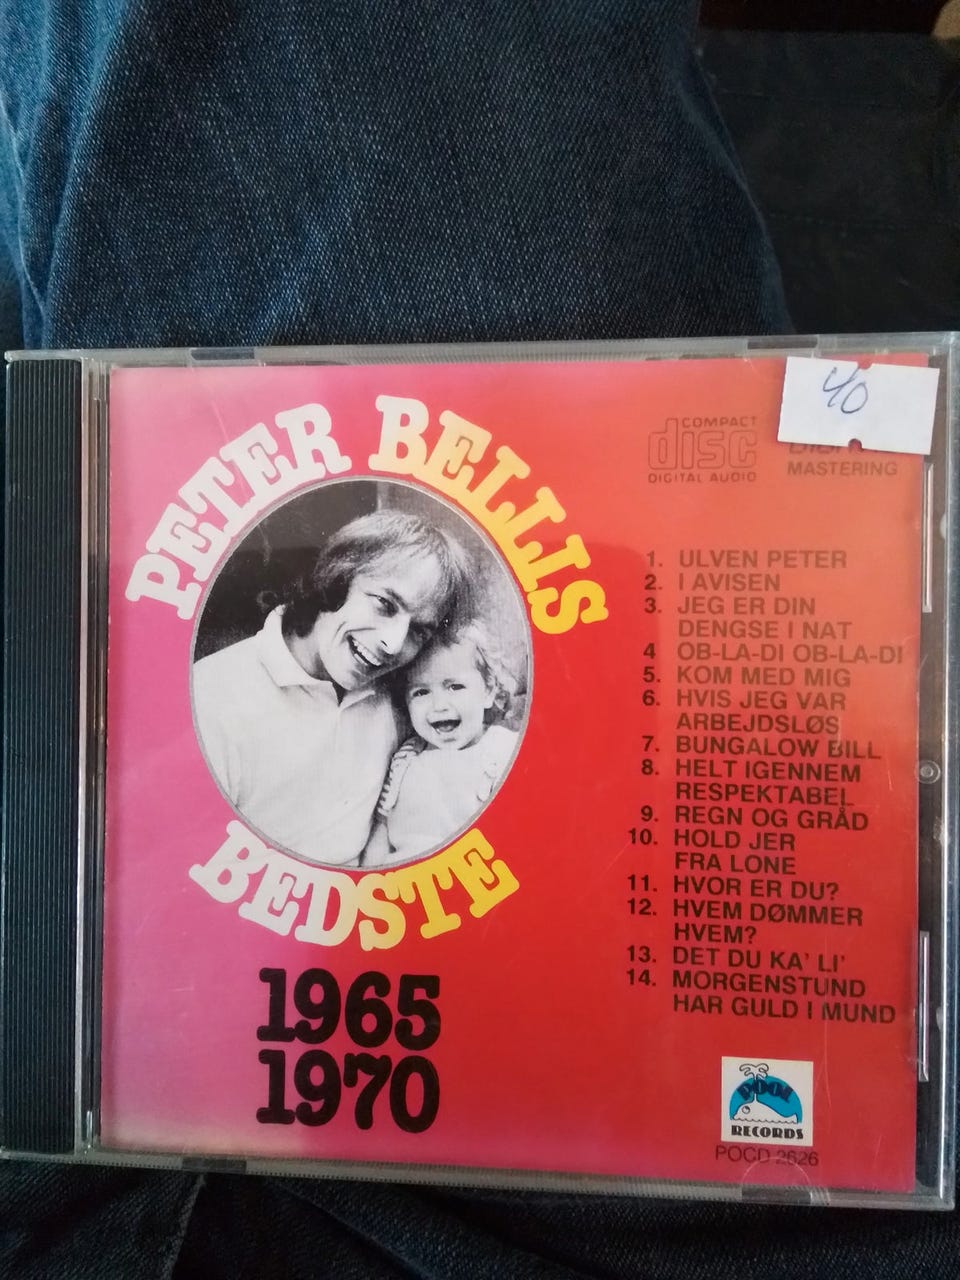 PETER BELLIS
BEDSTE
1965
1970
COMPACT
disc
DIGITAL AUDIO
40
MASTERING
1. ULVEN PETER
2. I AVISEN
3. JEG ER DIN
DENGSE I NAT
4 OB-LA-DI OB-LA-DI
5. KOM MED MIG
6. HVIS JEG VAR
ARBEJDSLØS
7. BUNGALOW BILL
8. HELT IGENNEM
RESPEKTABEL
9. REGN OG GRÅD
10. HOLD JER
FRA LONE
11. HVOR ER DU?
12. HVEM DØMMER
HVEM?
13. DET DU KA' LI'
14. MORGENSTUND
HAR GULD I MUND
POOL
RECORDS
POCD 2626